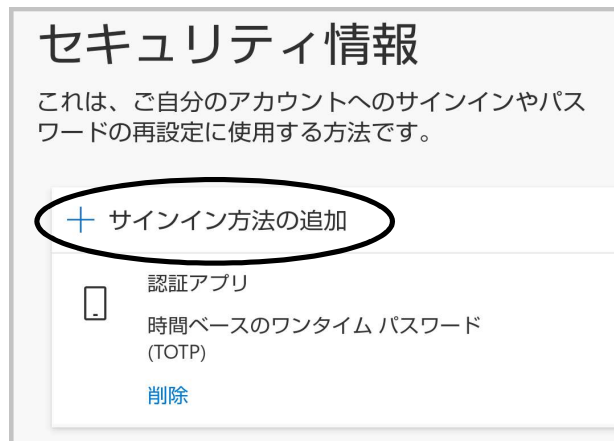 セキュリティ情報
これは、ご自分のアカウントへのサインインやパス
ワードの再設定に使用する方法です。
＋ サインイン方法の追加
認証アプリ
時間ベースのワンタイム パスワード
(TOTP)
削除